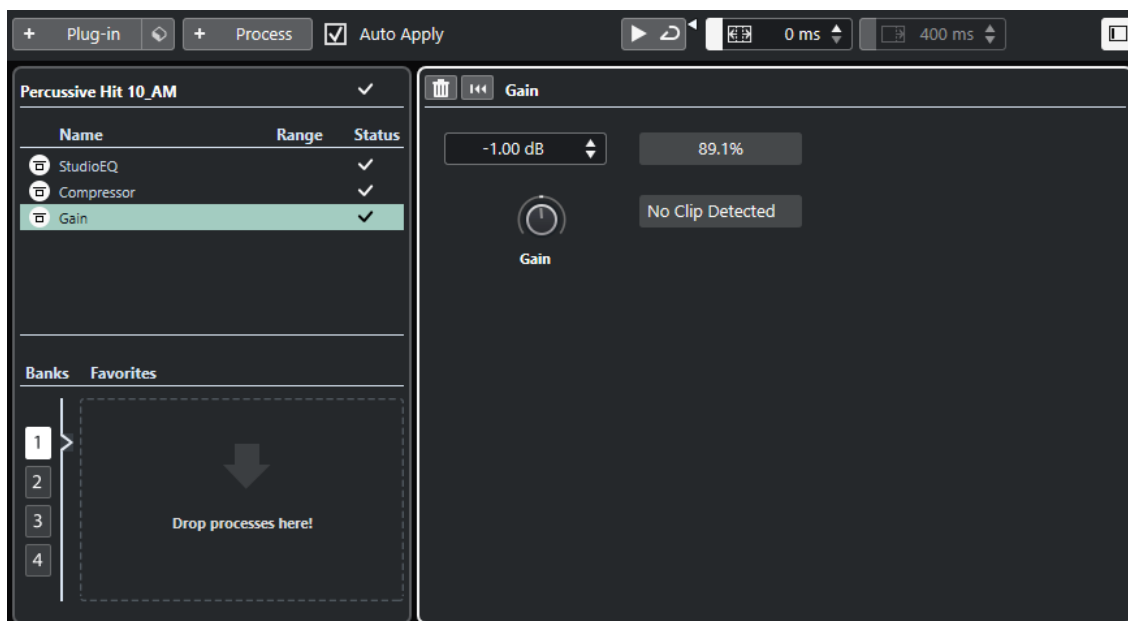 + Plug-in + Process Auto Apply 0 ms 400 ms
Percussive Hit 10_AM
Name Range Status
StudioEQ
Compressor
Gain
Banks Favorites
1
2
3
4
Drop processes here!
Gain
-1.00 dB 89.1%
No Clip Detected
Gain